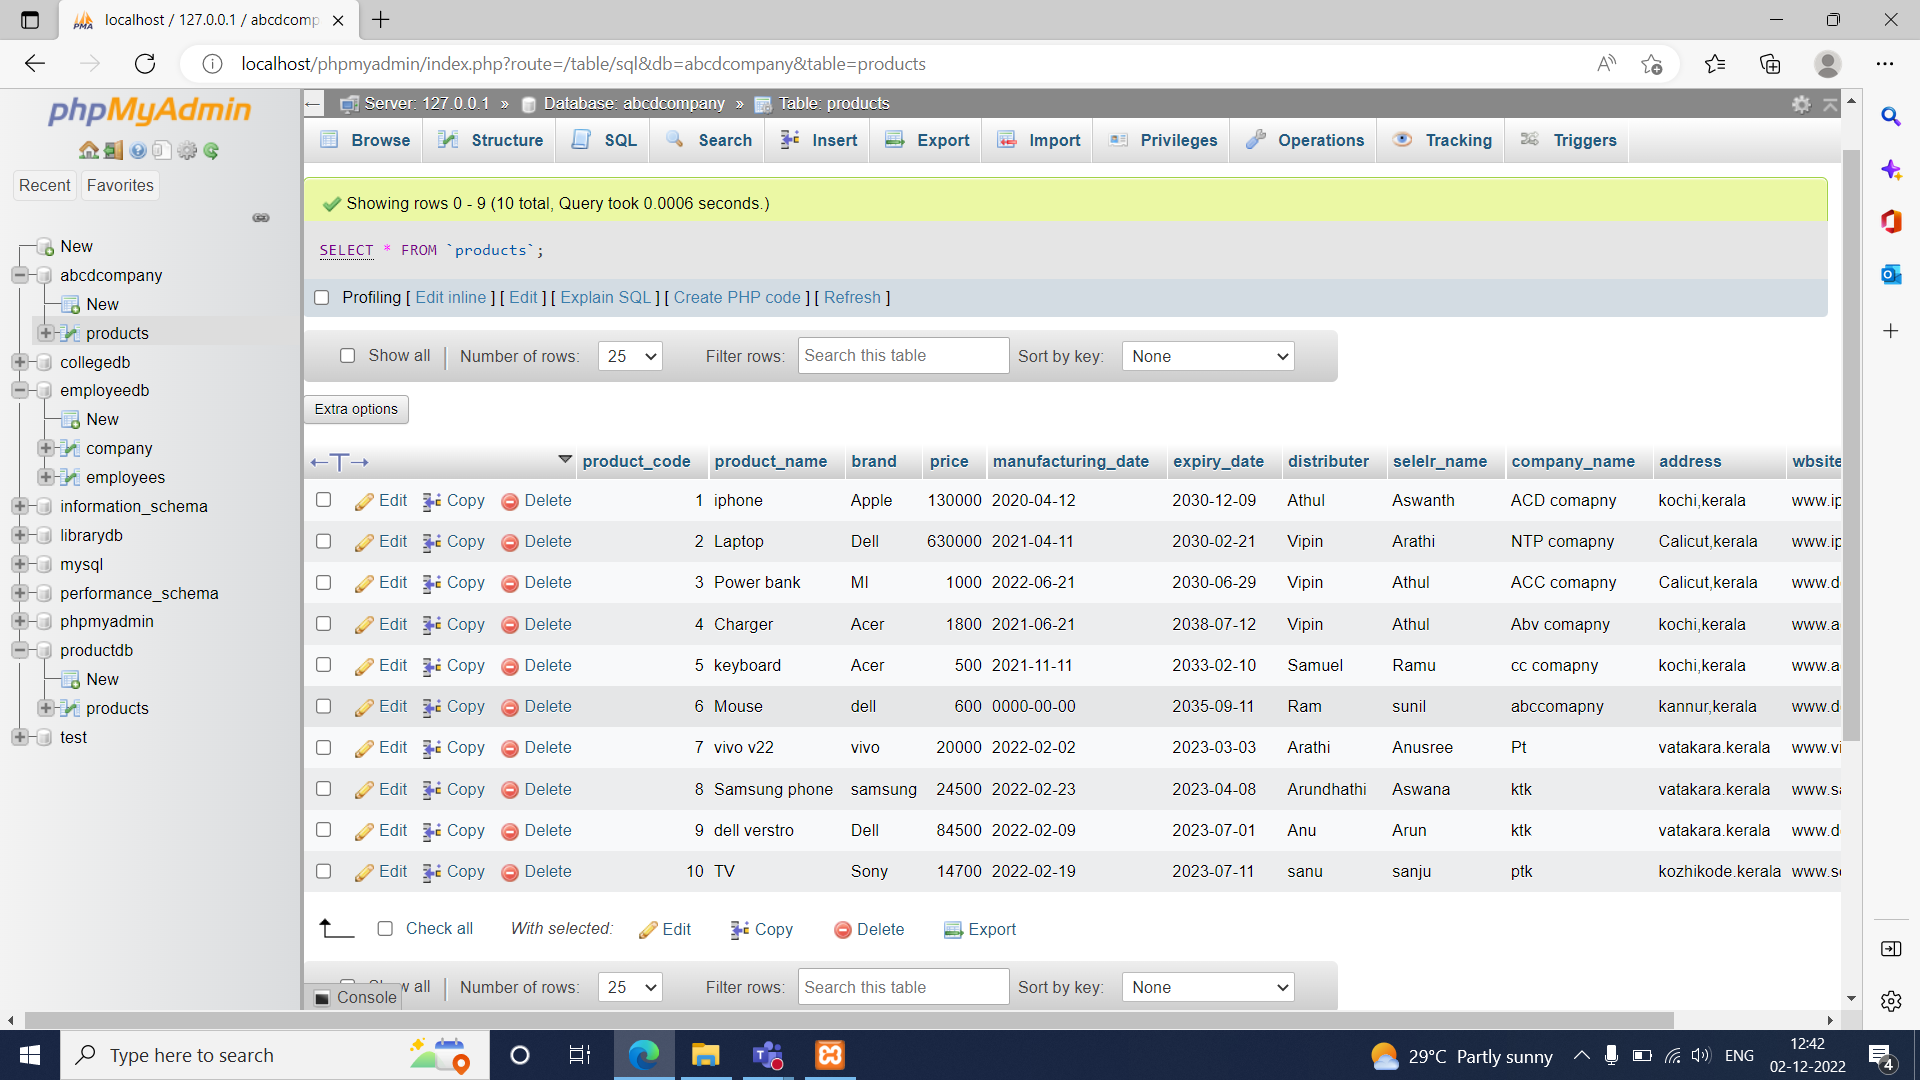 localhost / 127.0.0.1 / abcdcomp
localhost/phpmyadmin/index.php?route=/table/sql&db=abcdcompany&table=products
phpMyAdmin
Recent Favorites
New
abcdcompany
New
products
collegedb
employeedb
New
company
employees
information_schema
librarydb
mysql
performance_schema
phpmyadmin
productdb
New
products
test
Server: 127.0.0.1 » Database: abcdcompany » Table: products
Browse Structure SQL Search Insert Export Import Privileges Operations Tracking Triggers
Showing rows 0 - 9 (10 total, Query took 0.0006 seconds.)
SELECT * FROM `products`;
Profiling [ Edit inline ] [ Edit ] [ Explain SQL ] [ Create PHP code ] [ Refresh ]
Show all Number of rows: 25 Filter rows: Search this table Sort by key: None
Extra options
product_code product_name brand price manufacturing_date expiry_date distributer selelr_name company_name address wbsite
Edit Copy Delete 1 iphone Apple 130000 2020-04-12 2030-12-09 Athul Aswanth ACD comapny kochi,kerala www.ip
Edit Copy Delete 2 Laptop Dell 630000 2021-04-11 2030-02-21 Vipin Arathi NTP comapny Calicut,kerala www.ip
Edit Copy Delete 3 Power bank MI 1000 2022-06-21 2030-06-29 Vipin Athul ACC comapny Calicut,kerala www.d
Edit Copy Delete 4 Charger Acer 1800 2021-06-21 2038-07-12 Vipin Athul Abv comapny kochi,kerala www.a
Edit Copy Delete 5 keyboard Acer 500 2021-11-11 2033-02-10 Samuel Ramu cc comapny kochi,kerala www.a
Edit Copy Delete 6 Mouse dell 600 0000-00-00 2035-09-11 Ram sunil abccomapny kannur,kerala www.d
Edit Copy Delete 7 vivo v22 vivo 20000 2022-02-02 2023-03-03 Arathi Anusree Pt vatakara.kerala www.vi
Edit Copy Delete 8 Samsung phone samsung 24500 2022-02-23 2023-04-08 Arundhathi Aswana ktk vatakara.kerala www.sa
Edit Copy Delete 9 dell verstro Dell 84500 2022-02-09 2023-07-01 Anu Arun ktk vatakara.kerala www.d
Edit Copy Delete 10 TV Sony 14700 2022-02-19 2023-07-11 sanu sanju ptk kozhikode.kerala www.s
Check all With selected: Edit Copy Delete Export
Show all Number of rows: 25 Filter rows: Search this table Sort by key: None
Console
Type here to search
29°C Partly sunny ENG
12:42
02-12-2022
4